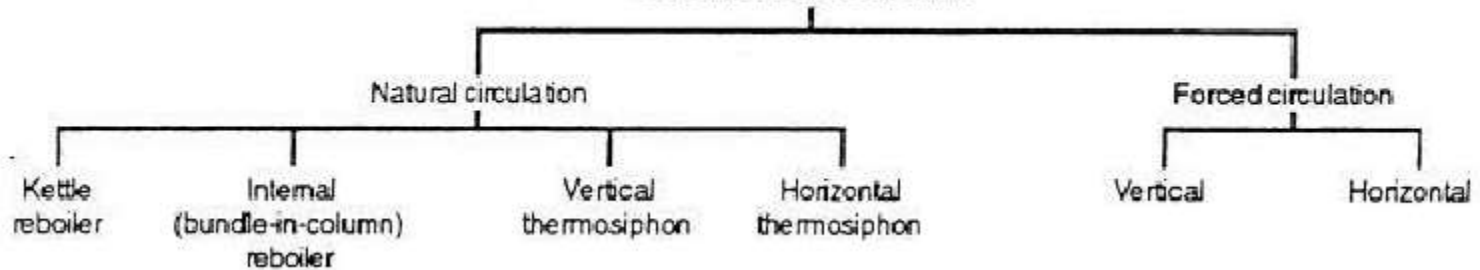 Natural circulation
Forced circulation
Kettle
reboiler
Internal
(bundle-in-column)
reboiler
Vertical
thermosiphon
Horizontal
thermosiphon
Vertical
Horizontal